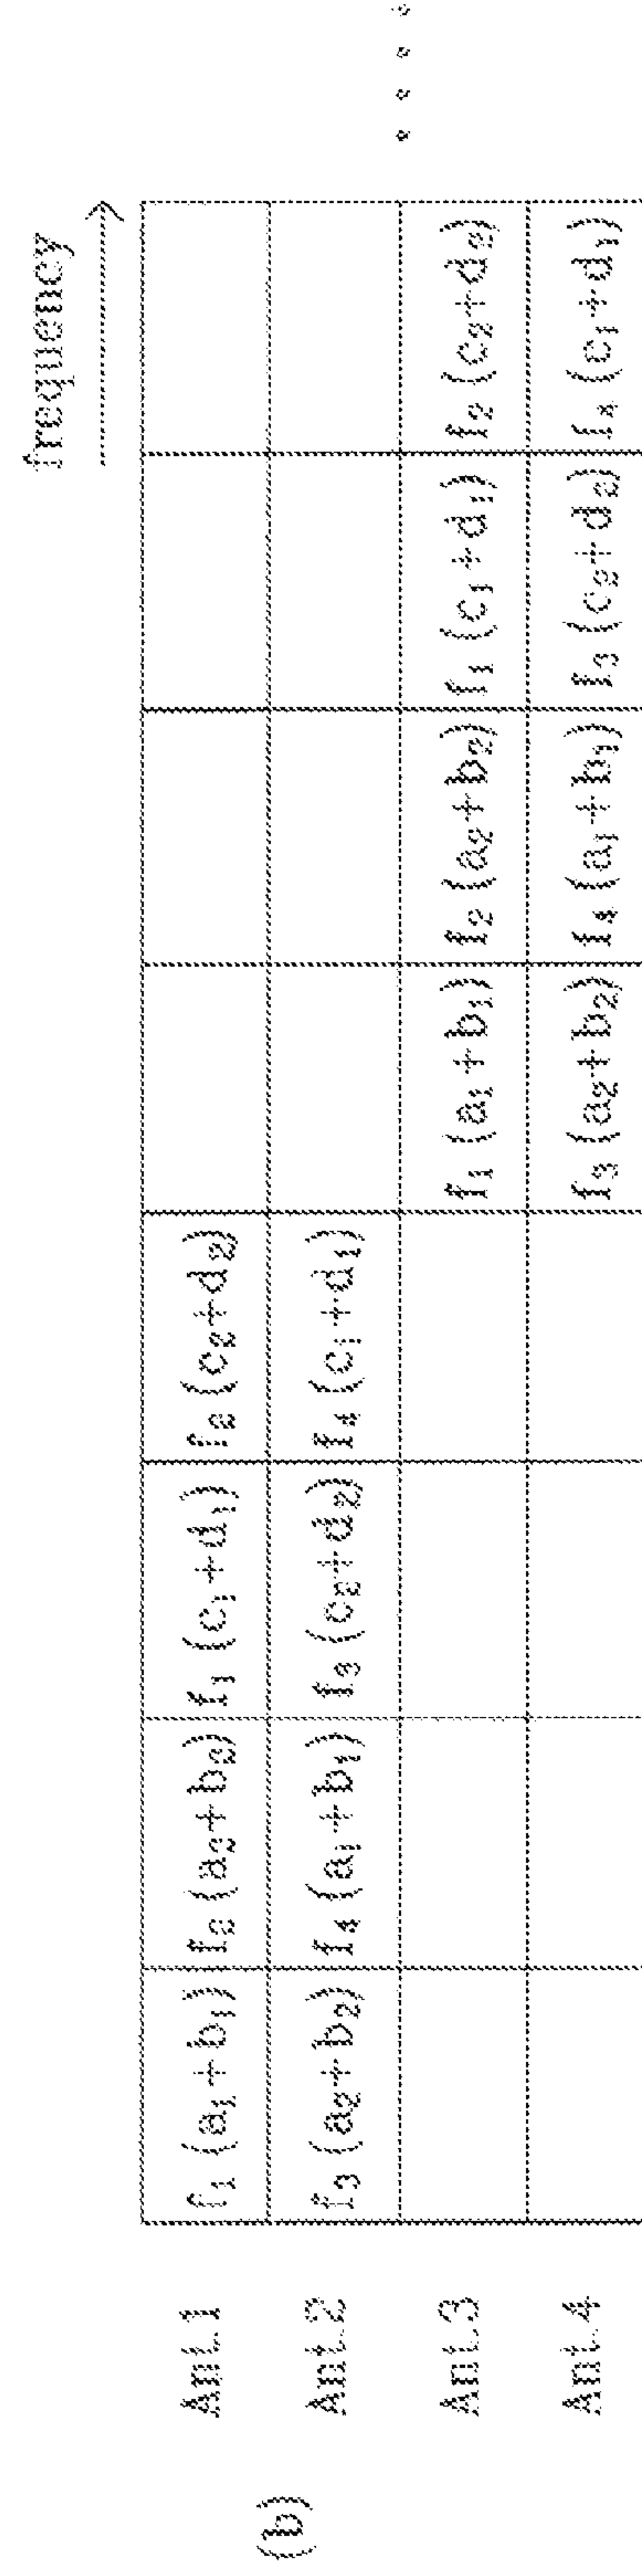 frequency
(b)
Ant.1 f₁ (a₁+b₁) f₂ (a₂+b₂) f₁ (c₁+d₁) f₂ (c₂+d₂)
Ant.2 f₃ (a₂+b₂) f₄ (a₁+b₁) f₃ (c₂+d₂) f₄ (c₁+d₁)
Ant.3 f₁ (a₁+b₁) f₂ (a₂+b₂) f₁ (c₁+d₁) f₂ (c₂+d₂)
Ant.4 f₃ (a₂+b₂) f₄ (a₁+b₁) f₃ (c₂+d₂) f₄ (c₁+d₁)